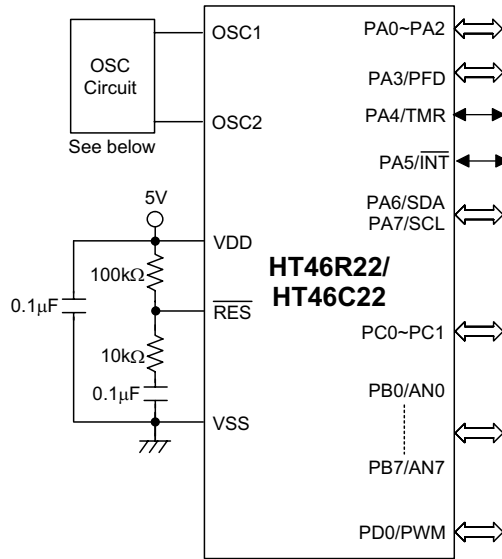 OSC
Circuit
See below
OSC1
OSC2
5V
VDD
100kΩ
0.1μF
RES
10kΩ
0.1μF
VSS
HT46R22/
HT46C22
PA0~PA2
PA3/PFD
PA4/TMR
PA5/INT
PA6/SDA
PA7/SCL
PC0~PC1
PB0/AN0
PB7/AN7
PD0/PWM